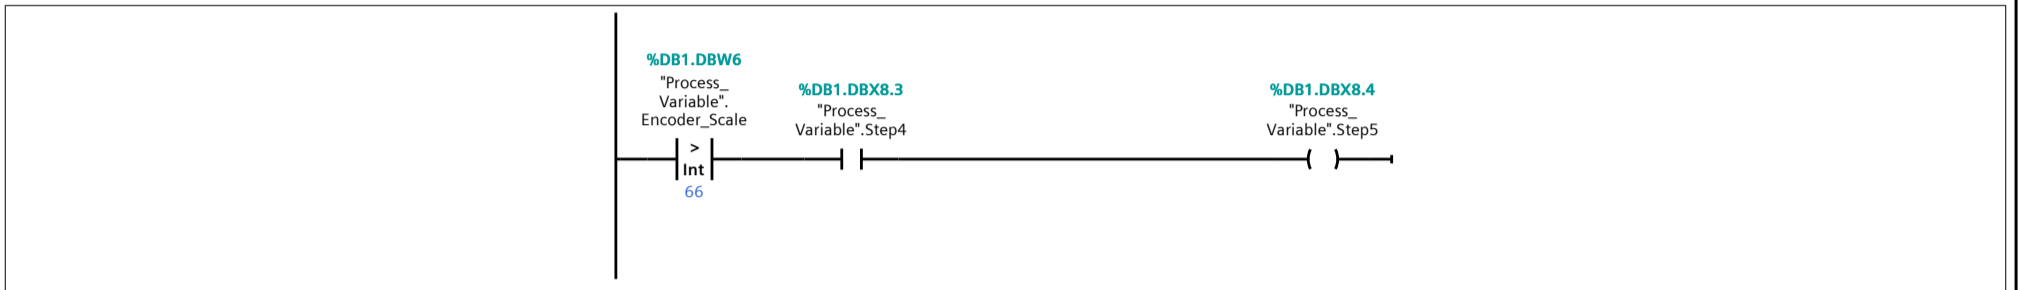 %DB1.DBW6
"Process_
Variable".
Encoder_Scale
>
Int
66
%DB1.DBX8.3
"Process_
Variable".Step4
%DB1.DBX8.4
"Process_
Variable".Step5